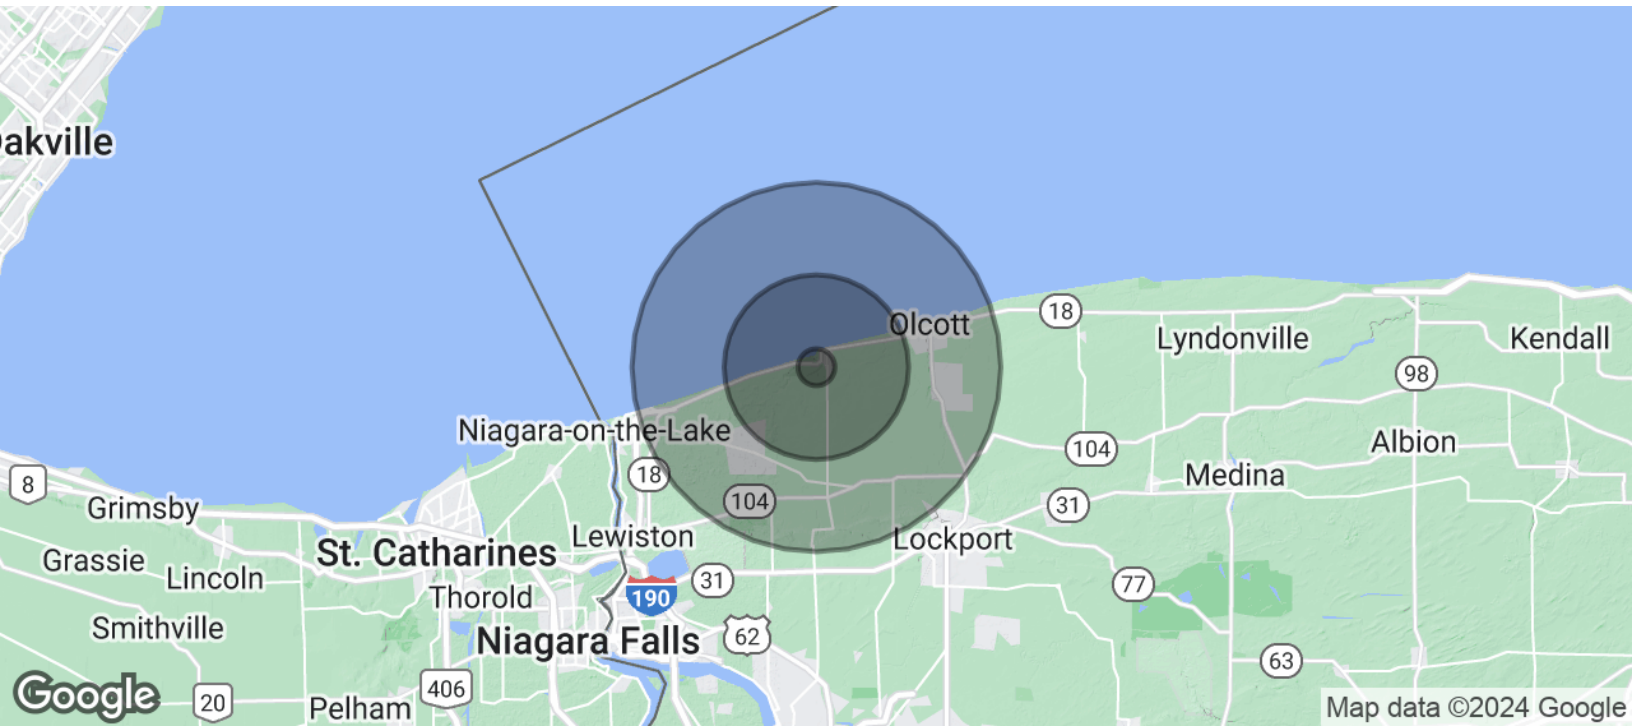 Oakville
Olcott
18
Lyndonville
Kendall
98
Niagara-on-the-Lake
104
Albion
8
18
Medina
Grimsby
104
31
Lewiston
Lockport
St. Catharines
Grassie
Lincoln
31
77
Thorold
190
Smithville
Niagara Falls
62
63
406
Google
20
Pelham
Map data ©2024 Google